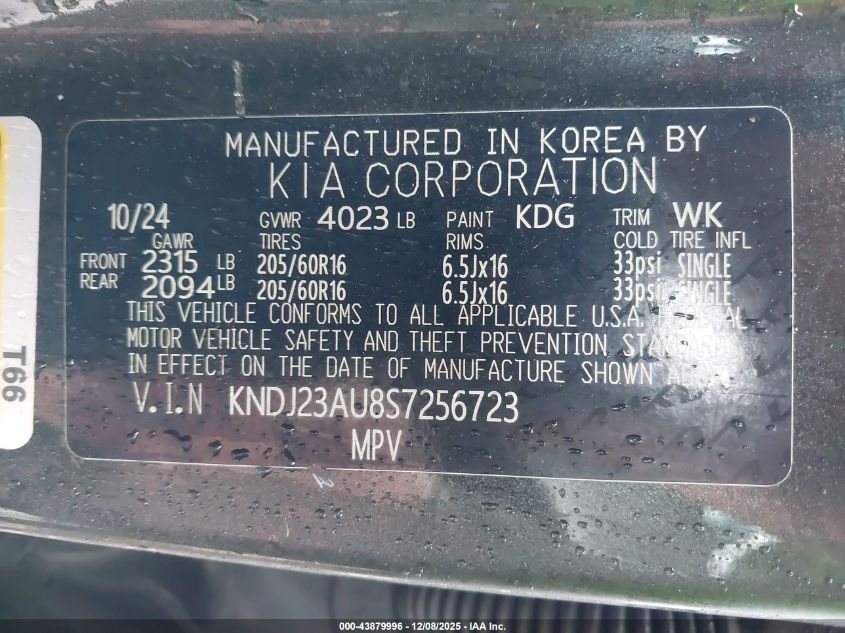 MANUFACTURED IN KOREA BY
KIA CORPORATION
10/24 GVWR 4023 LB PAINT KDG TRIM WK
GAWR TIRES RIMS COLD TIRE INFL
FRONT 2315 LB 205/60R16 6.5Jx16 33psi SINGLE
REAR 2094 LB 205/60R16 6.5Jx16 33psi SINGLE
THIS VEHICLE CONFORMS TO ALL APPLICABLE U.S.A.
MOTOR VEHICLE SAFETY AND THEFT PREVENTION
IN EFFECT ON THE DATE OF MANUFACTURE SHOWN
V.I.N KNDJ23AU8S7256723
MPV
T66
000-43879996 - 12/08/2025 - IAA Inc.